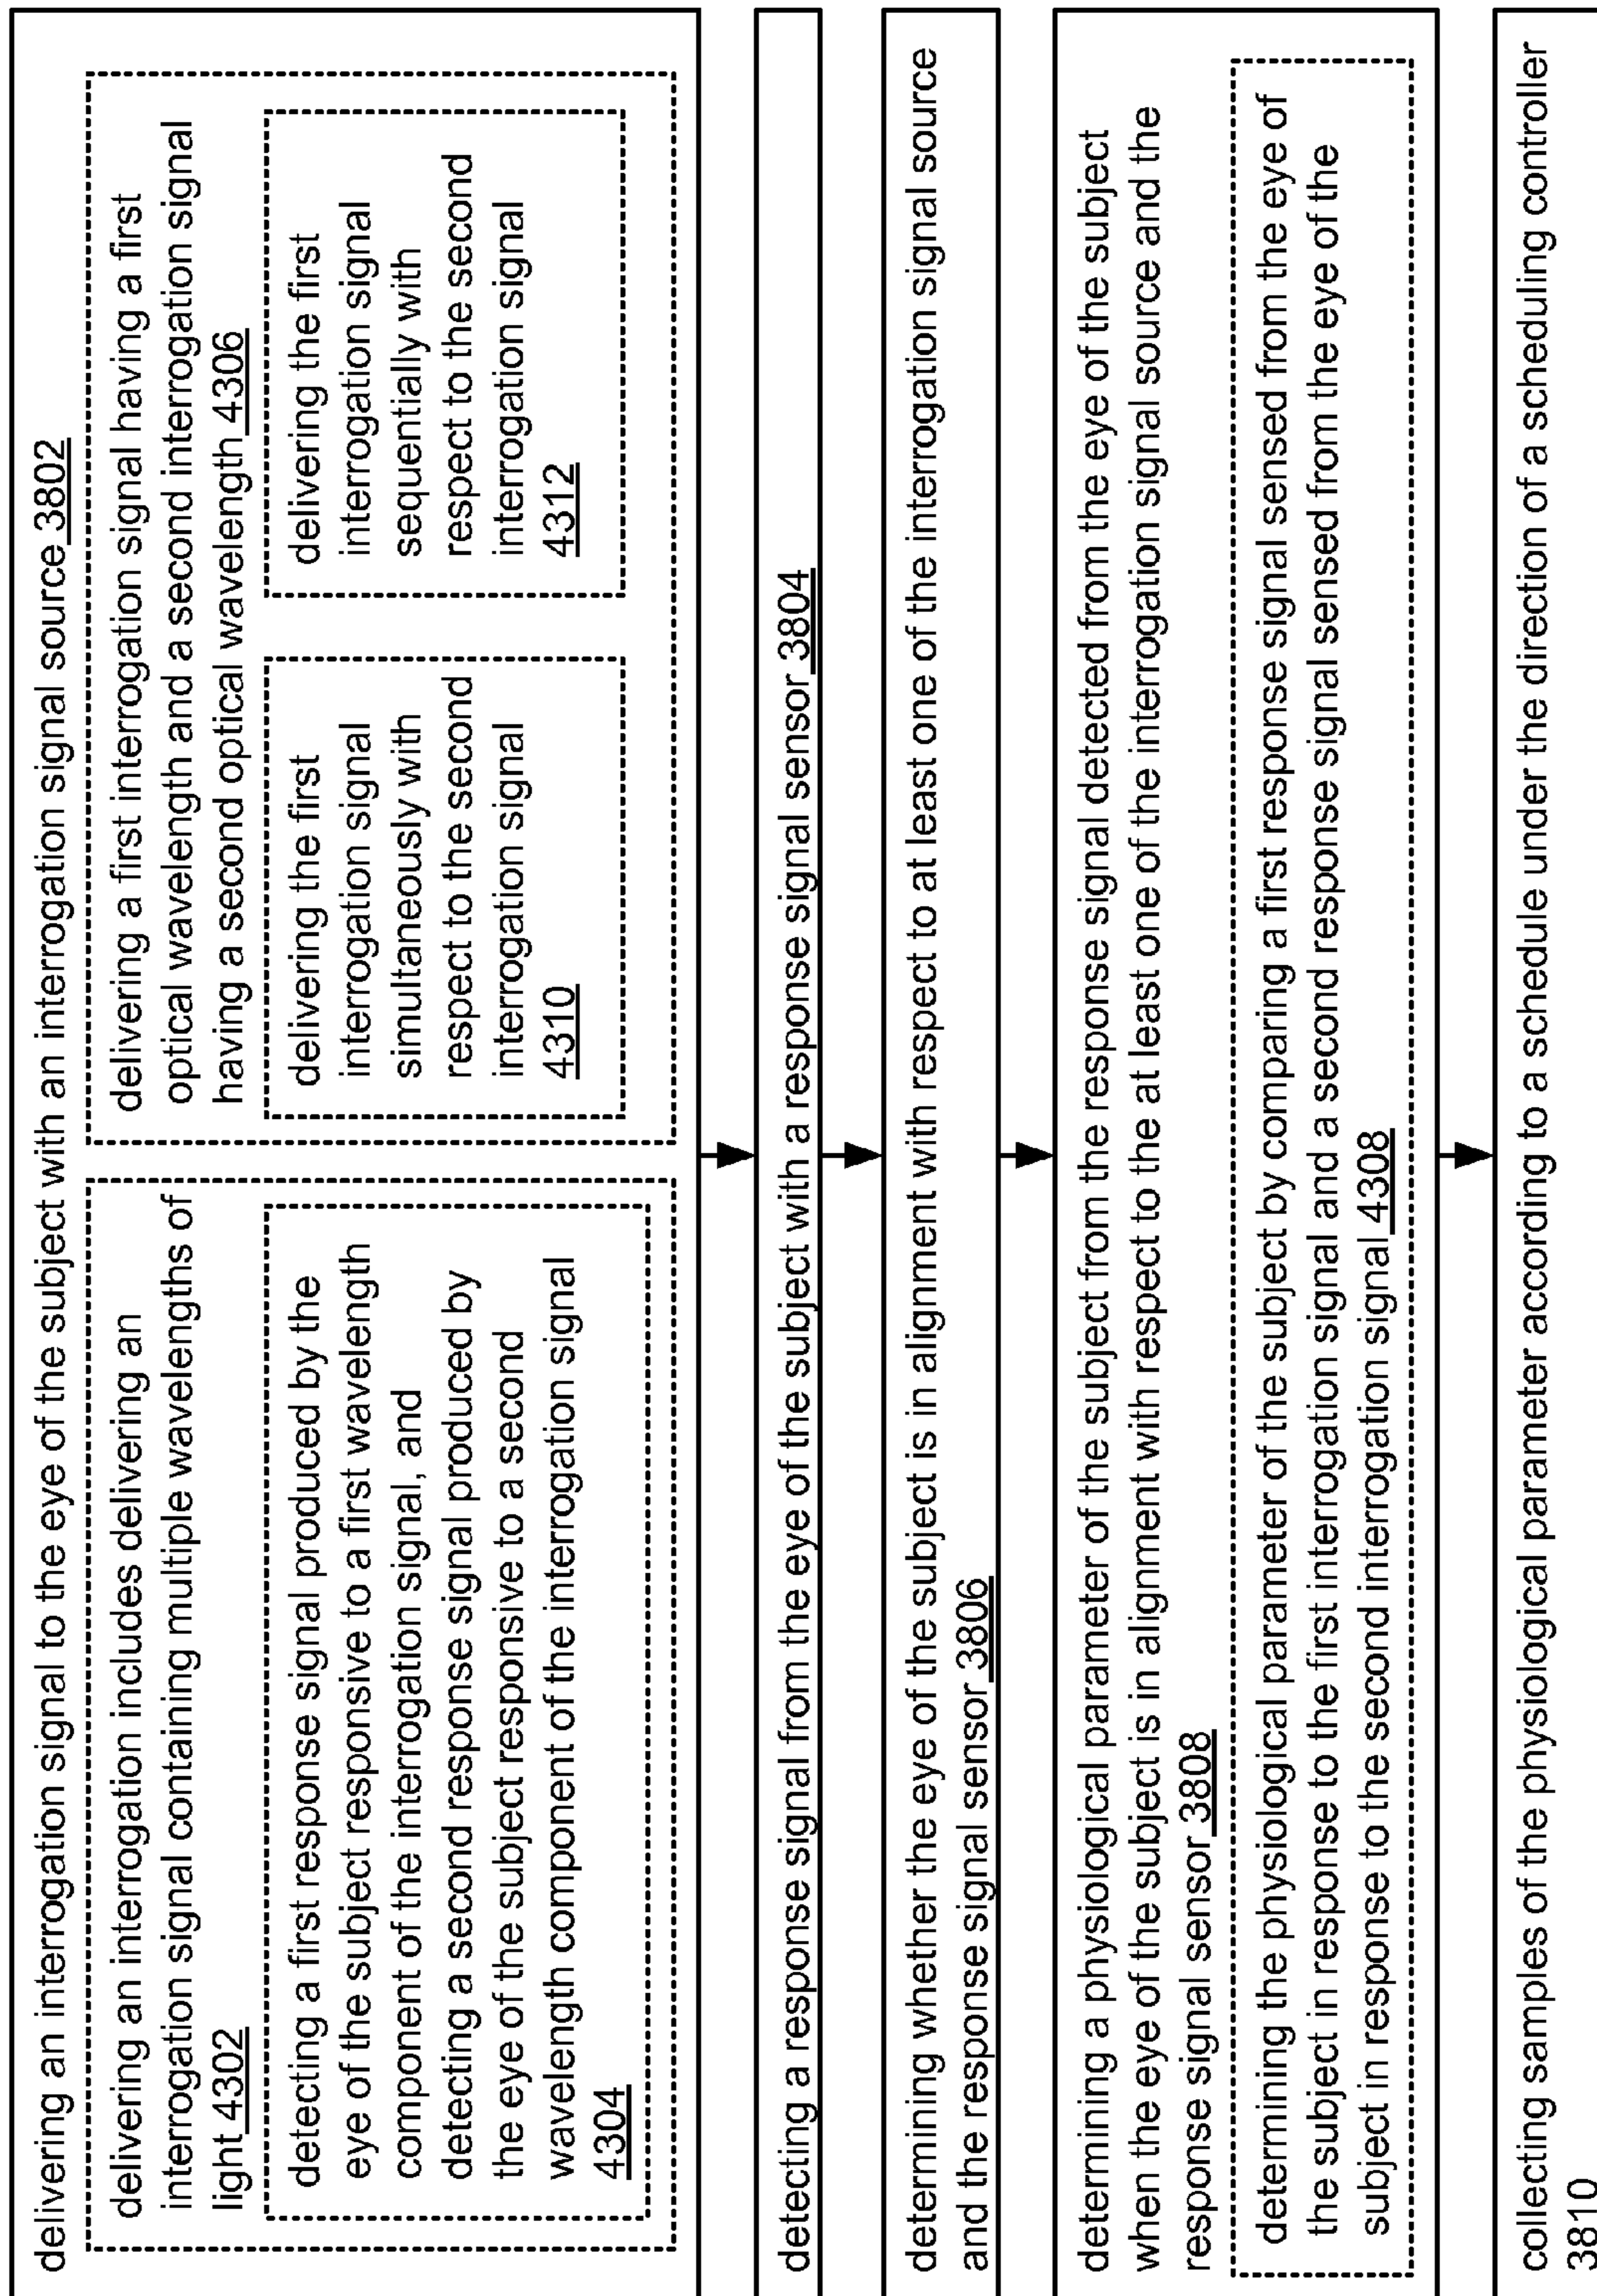 delivering an interrogation signal to the eye of the subject with an interrogation signal source 3802
delivering an interrogation includes delivering an
interrogation signal containing multiple wavelengths of
light 4302
detecting a first response signal produced by the
eye of the subject responsive to a first wavelength
component of the interrogation signal, and
detecting a second response signal produced by
the eye of the subject responsive to a second
wavelength component of the interrogation signal
4304
delivering a first interrogation signal having a first
optical wavelength and a second interrogation signal
having a second optical wavelength 4306
delivering the first
interrogation signal
simultaneously with
respect to the second
interrogation signal
4310
delivering the first
interrogation signal
sequentially with
respect to the second
interrogation signal
4312
detecting a response signal from the eye of the subject with a response signal sensor 3804
determining whether the eye of the subject is in alignment with respect to at least one of the interrogation signal source
and the response signal sensor 3806
determining a physiological parameter of the subject from the response signal detected from the eye of the subject
when the eye of the subject is in alignment with respect to the at least one of the interrogation signal source and the
response signal sensor 3808
determining the physiological parameter of the subject by comparing a first response signal sensed from the eye of
the subject in response to the first interrogation signal and a second response signal sensed from the eye of the
subject in response to the second interrogation signal 4308
collecting samples of the physiological parameter according to a schedule under the direction of a scheduling controller
3810